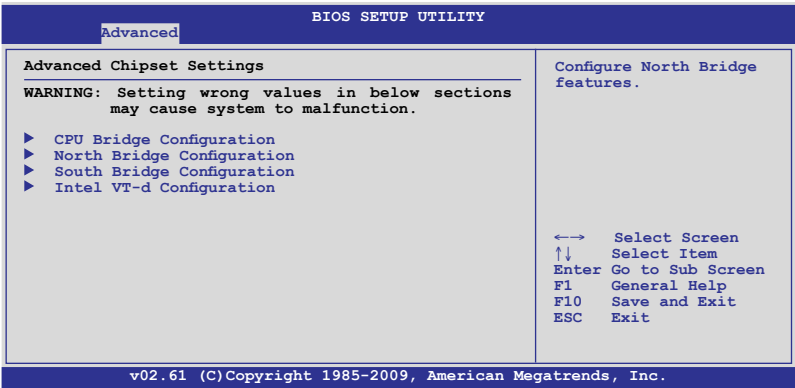 BIOS SETUP UTILITY
Advanced
Advanced Chipset Settings
WARNING: Setting wrong values in below sections
may cause system to malfunction.
▶ CPU Bridge Configuration
▶ North Bridge Configuration
▶ South Bridge Configuration
▶ Intel VT-d Configuration
Configure North Bridge
features.
←→ Select Screen
↑↓ Select Item
Enter Go to Sub Screen
F1 General Help
F10 Save and Exit
ESC Exit
v02.61 (C)Copyright 1985-2009, American Megatrends, Inc.